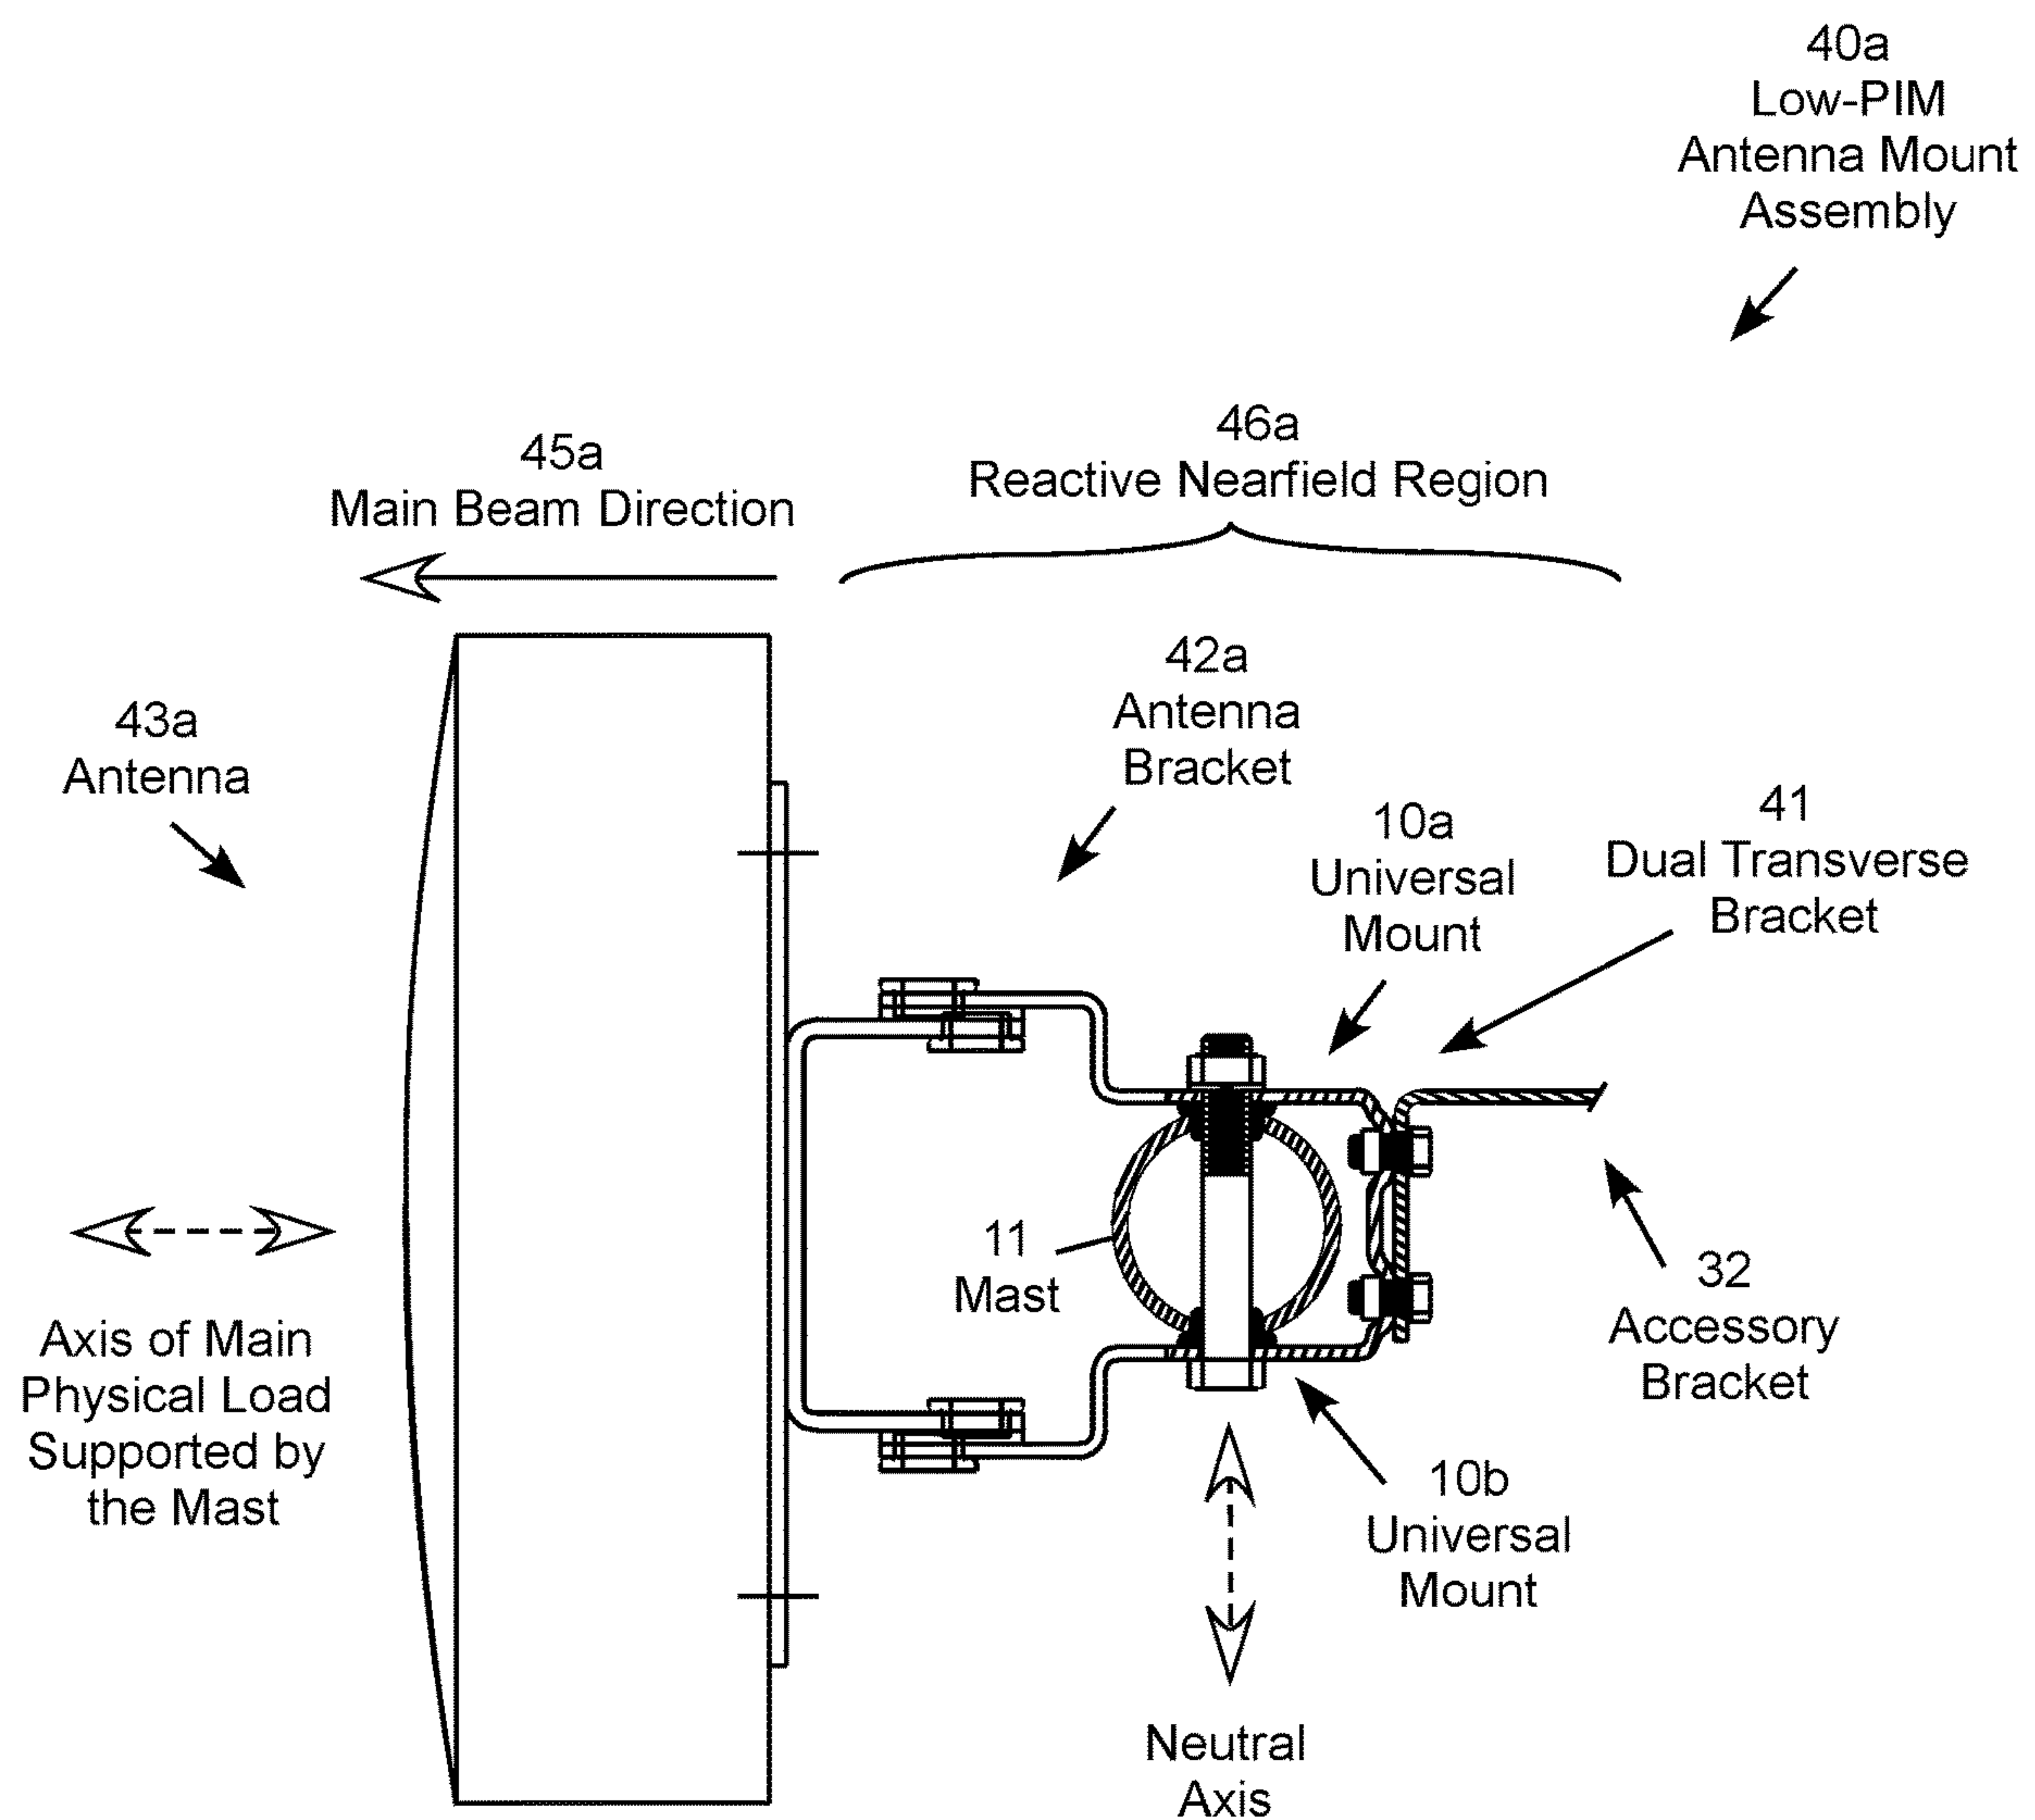 40a
Low-PIM
Antenna Mount
Assembly
46a
Reactive Nearfield Region
45a
Main Beam Direction
42a
Antenna
Bracket
43a
Antenna
10a
Universal
Mount
41
Dual Transverse
Bracket
11
Mast
32
Accessory
Bracket
Axis of Main
Physical Load
Supported by
the Mast
10b
Universal
Mount
Neutral
Axis